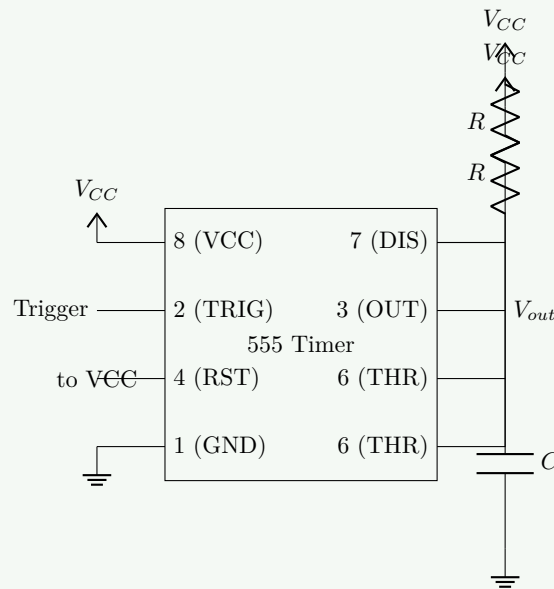 V_CC
V_CC
R
R
V_CC
8 (VCC)
7 (DIS)
Trigger
2 (TRIG)
3 (OUT)
V_out
555 Timer
to VCC
4 (RST)
6 (THR)
1 (GND)
6 (THR)
C